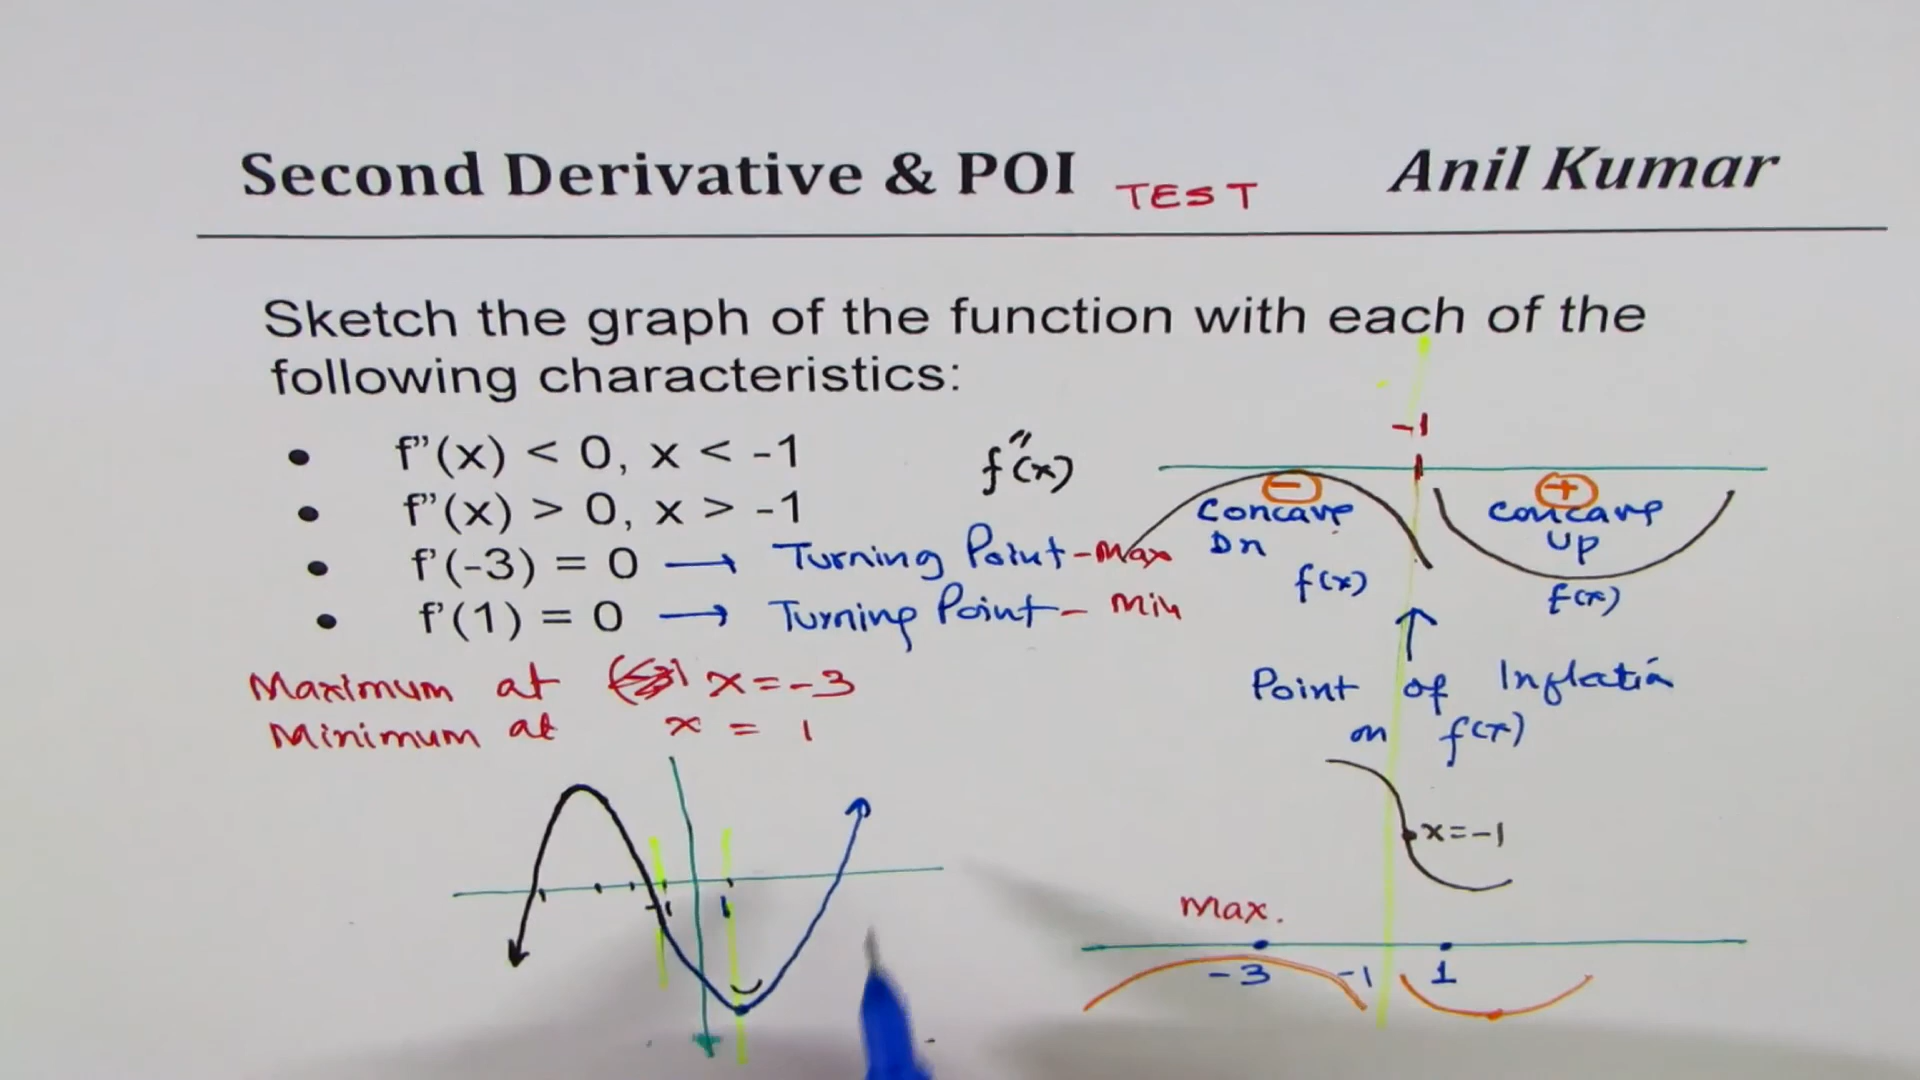 Second Derivative & POI TEST Anil Kumar
Sketch the graph of the function with each of the
following characteristics:
• f”(x) < 0, x < -1
• f”(x) > 0, x > -1
• f’(-3) = 0 → Turning Point - Max
• f’(1) = 0 → Turning Point - Min
Maximum at x = -3
Minimum at x = 1
f"(x)
-1
- +
Concave Dn
f(x)
Concave Up
f(x)
↑
Point of Inflection
on f(x)
x = -1
Max.
-3 -1 1
-1 1